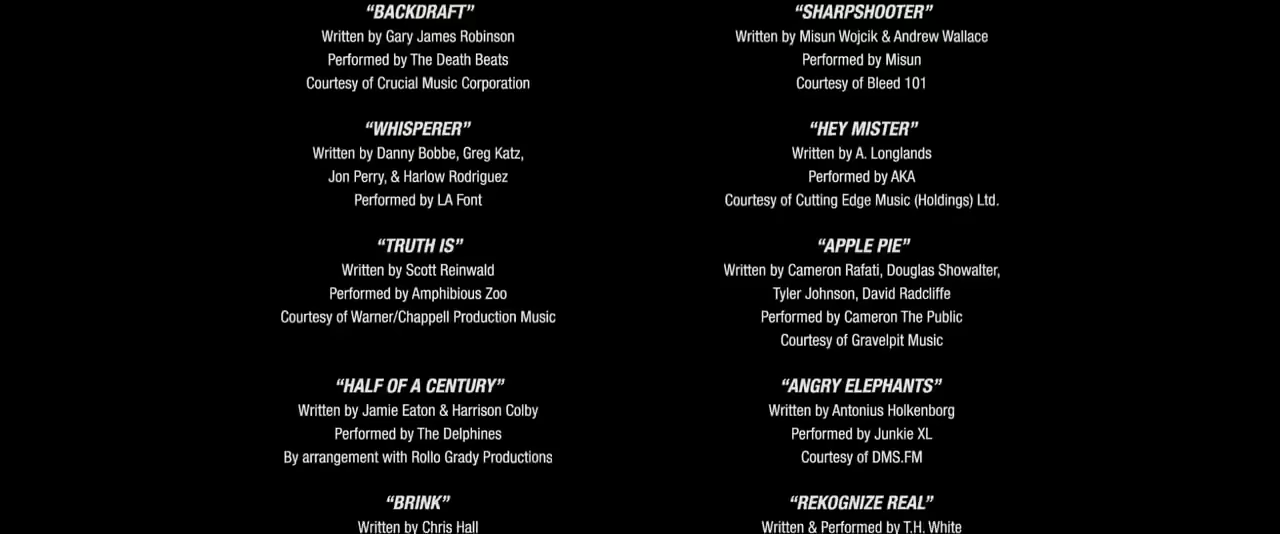 “BACKDRAFT”
Written by Gary James Robinson
Performed by The Death Beats
Courtesy of Crucial Music Corporation
“WHISPERER”
Written by Danny Bobbe, Greg Katz,
Jon Perry, & Harlow Rodriguez
Performed by LA Font
“TRUTH IS”
Written by Scott Reinwald
Performed by Amphibious Zoo
Courtesy of Warner/Chappell Production Music
“HALF OF A CENTURY”
Written by Jamie Eaton & Harrison Colby
Performed by The Delphines
By arrangement with Rollo Grady Productions
“BRINK”
Written by Chris Hall
“SHARPSHOOTER”
Written by Misun Wojcik & Andrew Wallace
Performed by Misun
Courtesy of Bleed 101
“HEY MISTER”
Written by A. Longlands
Performed by AKA
Courtesy of Cutting Edge Music (Holdings) Ltd.
“APPLE PIE”
Written by Cameron Rafati, Douglas Showalter,
Tyler Johnson, David Radcliffe
Performed by Cameron The Public
Courtesy of Gravelpit Music
“ANGRY ELEPHANTS”
Written by Antonius Holkenborg
Performed by Junkie XL
Courtesy of DMS.FM
“REKOGNIZE REAL”
Written & Performed by T.H. White